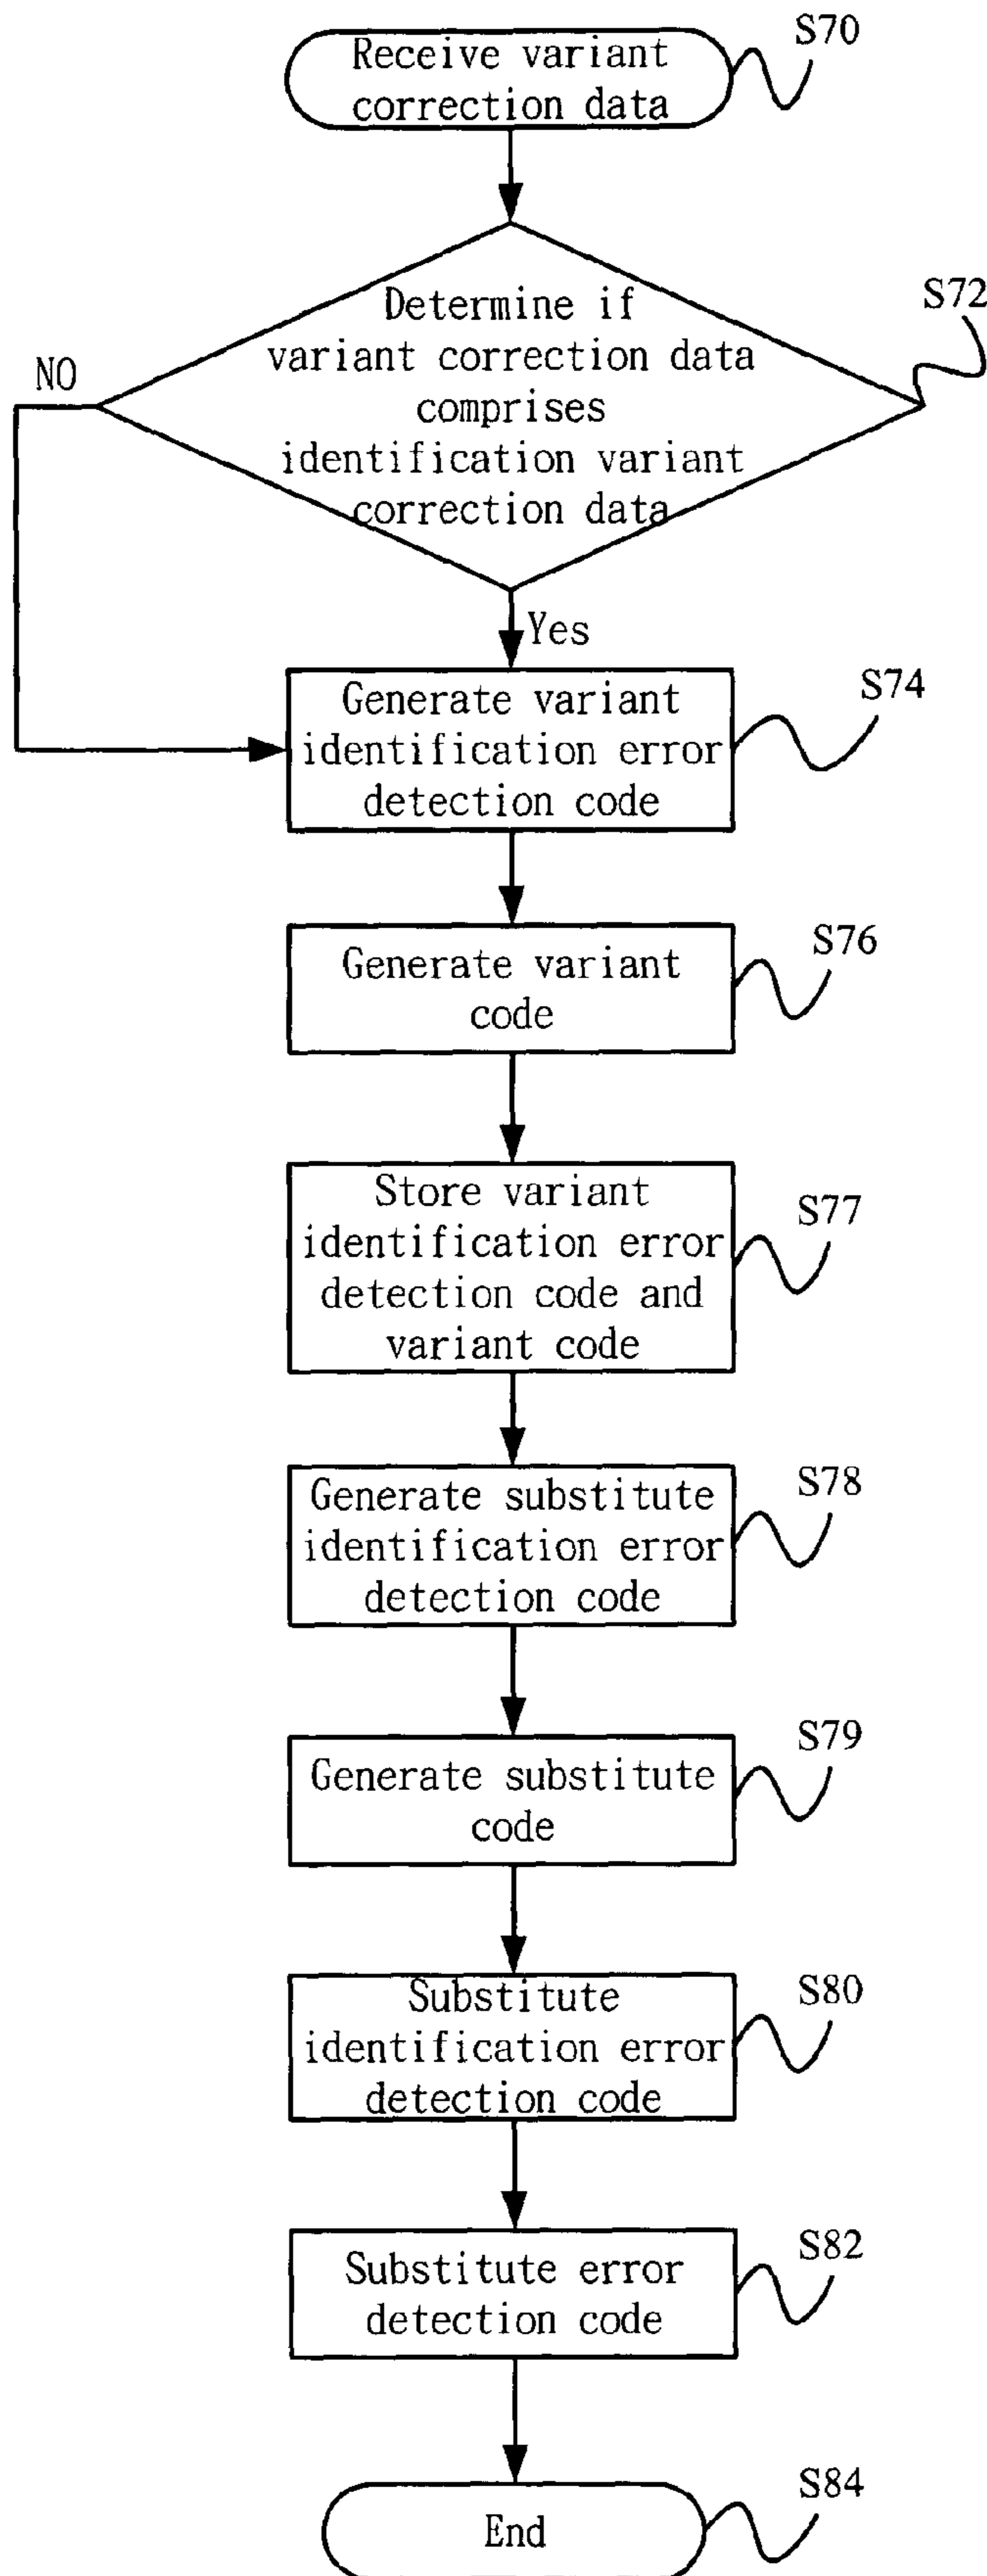 Receive variant
correction data
S70
Determine if
variant correction data
comprises
identification variant
correction data
S72
NO
Yes
Generate variant
identification error
detection code
S74
Generate variant
code
S76
Store variant
identification error
detection code and
variant code
S77
Generate substitute
identification error
detection code
S78
Generate substitute
code
S79
Substitute
identification error
detection code
S80
Substitute error
detection code
S82
End
S84